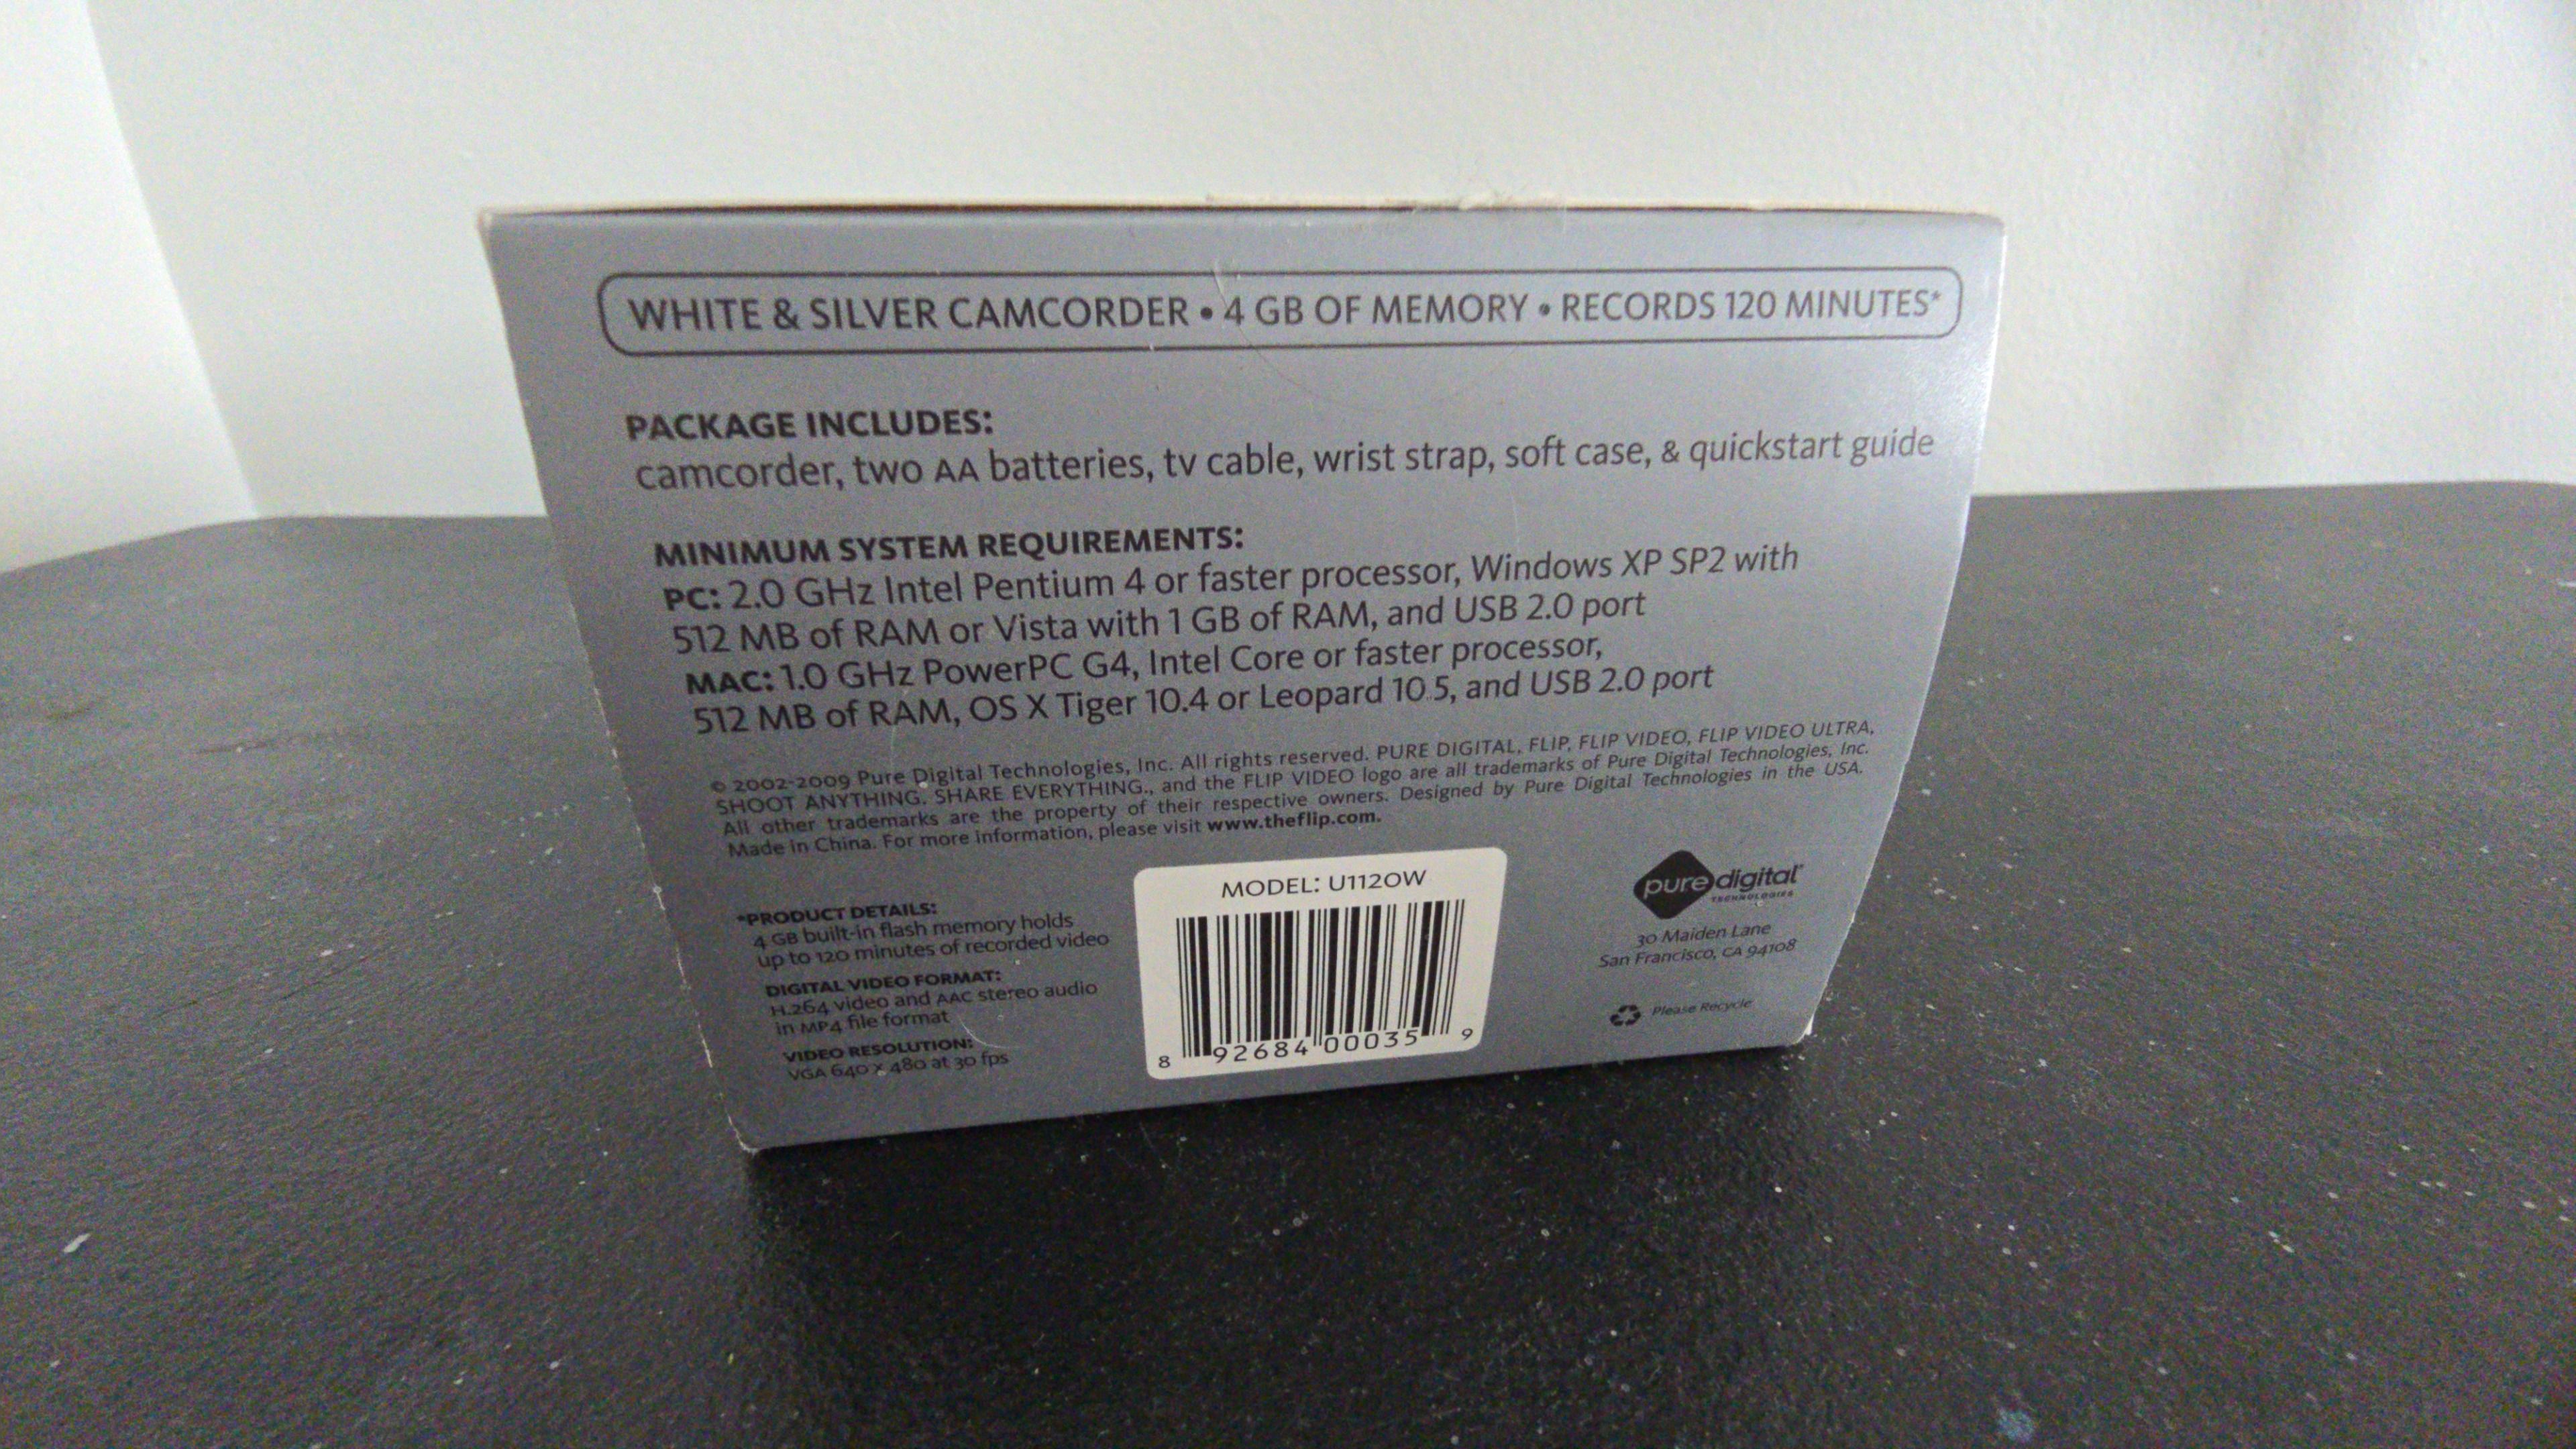 WHITE & SILVER CAMCORDER • 4 GB OF MEMORY • RECORDS 120 MINUTES*
PACKAGE INCLUDES:
camcorder, two AA batteries, tv cable, wrist strap, soft case, & quickstart guide
MINIMUM SYSTEM REQUIREMENTS:
PC: 2.0 GHz Intel Pentium 4 or faster processor, Windows XP SP2 with
512 MB of RAM or Vista with 1 GB of RAM, and USB 2.0 port
MAC: 1.0 GHz PowerPC G4, Intel Core or faster processor,
512 MB of RAM, OS X Tiger 10.4 or Leopard 10.5, and USB 2.0 port
© 2002-2009 Pure Digital Technologies, Inc. All rights reserved. PURE DIGITAL, FLIP, FLIP VIDEO, FLIP VIDEO ULTRA,
SHOOT ANYTHING. SHARE EVERYTHING., and the FLIP VIDEO logo are all trademarks of Pure Digital Technologies, Inc.
All other trademarks are the property of their respective owners. Designed by Pure Digital Technologies in the USA.
Made in China. For more information, please visit www.theflip.com.
*PRODUCT DETAILS:
4 GB built-in flash memory holds
up to 120 minutes of recorded video
DIGITAL VIDEO FORMAT:
H.264 video and AAC stereo audio
in MP4 file format
VIDEO RESOLUTION:
VGA 640 x 480 at 30 fps
MODEL: U1120W
8 92684 00035 9
pure digital
TECHNOLOGIES
30 Maiden Lane
San Francisco, CA 94108
Please Recycle